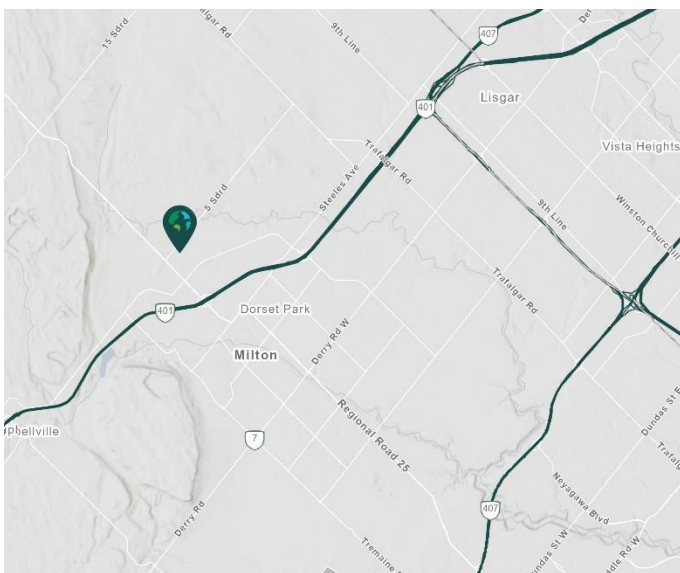 Trafalgar Rd
9th Line
407
15 Sdrd
401
Lisgar
Trafalgar Rd
Vista Heights
5 Sdrd
Steeles Ave
9th Line
Winston Churchill
Trafalgar Rd
401
Dorset Park
Derry Rd W
Milton
Regional Road 25
Dundas St E
7
407
Neyagawa Blvd
Derry Rd
Dundas St W
Tremaine